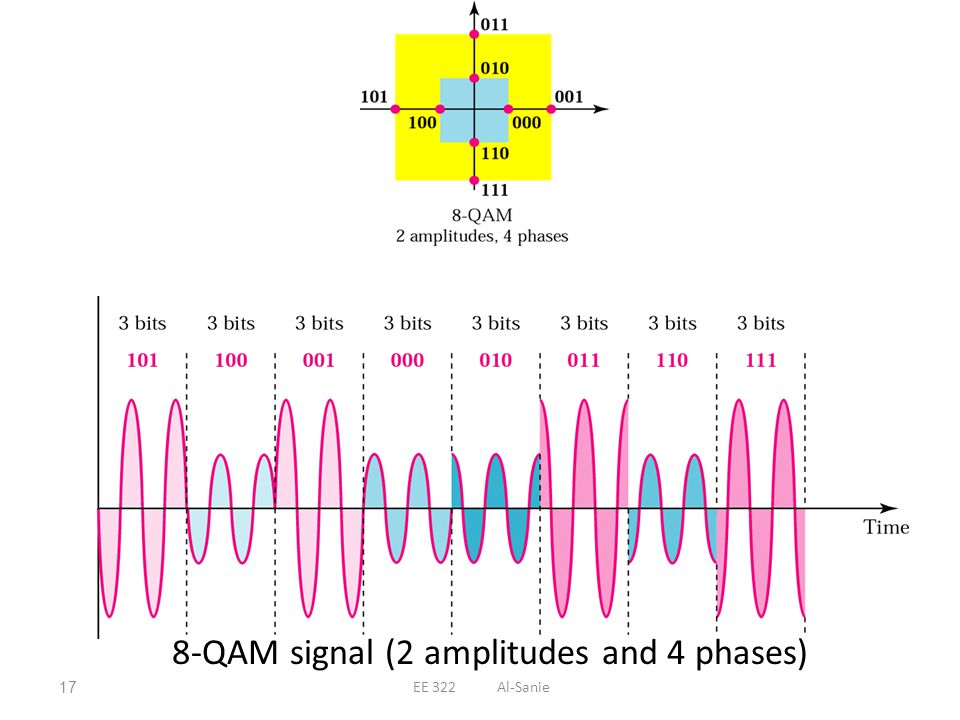 011
010
101
001
100
000
110
111
8-QAM
2 amplitudes, 4 phases
3 bits 3 bits 3 bits 3 bits 3 bits 3 bits 3 bits 3 bits
101 100 001 000 010 011 110 111
Time
8-QAM signal (2 amplitudes and 4 phases)
17 EE 322 Al-Sanie